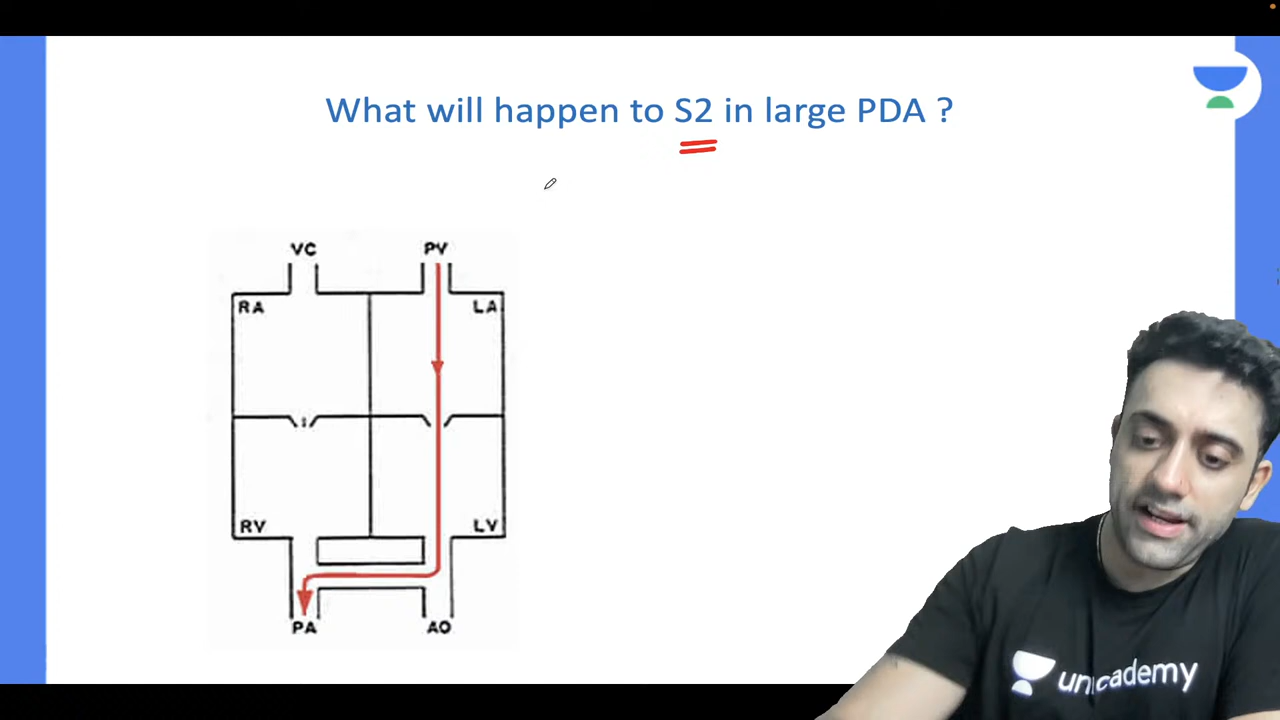 What will happen to S2 in large PDA ?
VC PV
RA LA
RV LV
PA AO
unacademy